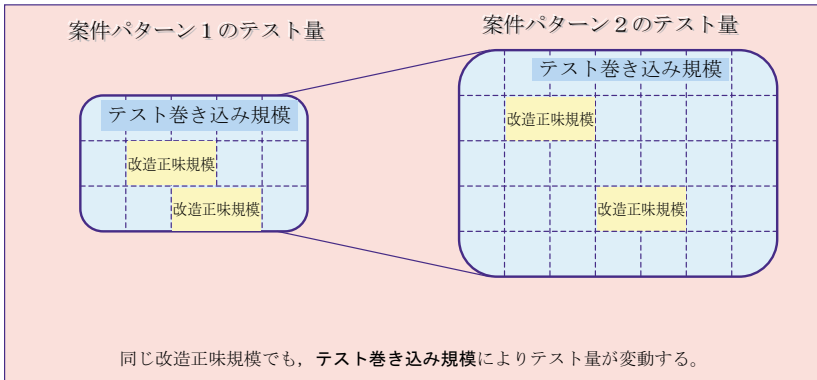 案件パターン１のテスト量
案件パターン２のテスト量
テスト巻き込み規模
改造正味規模
改造正味規模
テスト巻き込み規模
改造正味規模
改造正味規模
同じ改造正味規模でも，テスト巻き込み規模によりテスト量が変動する。